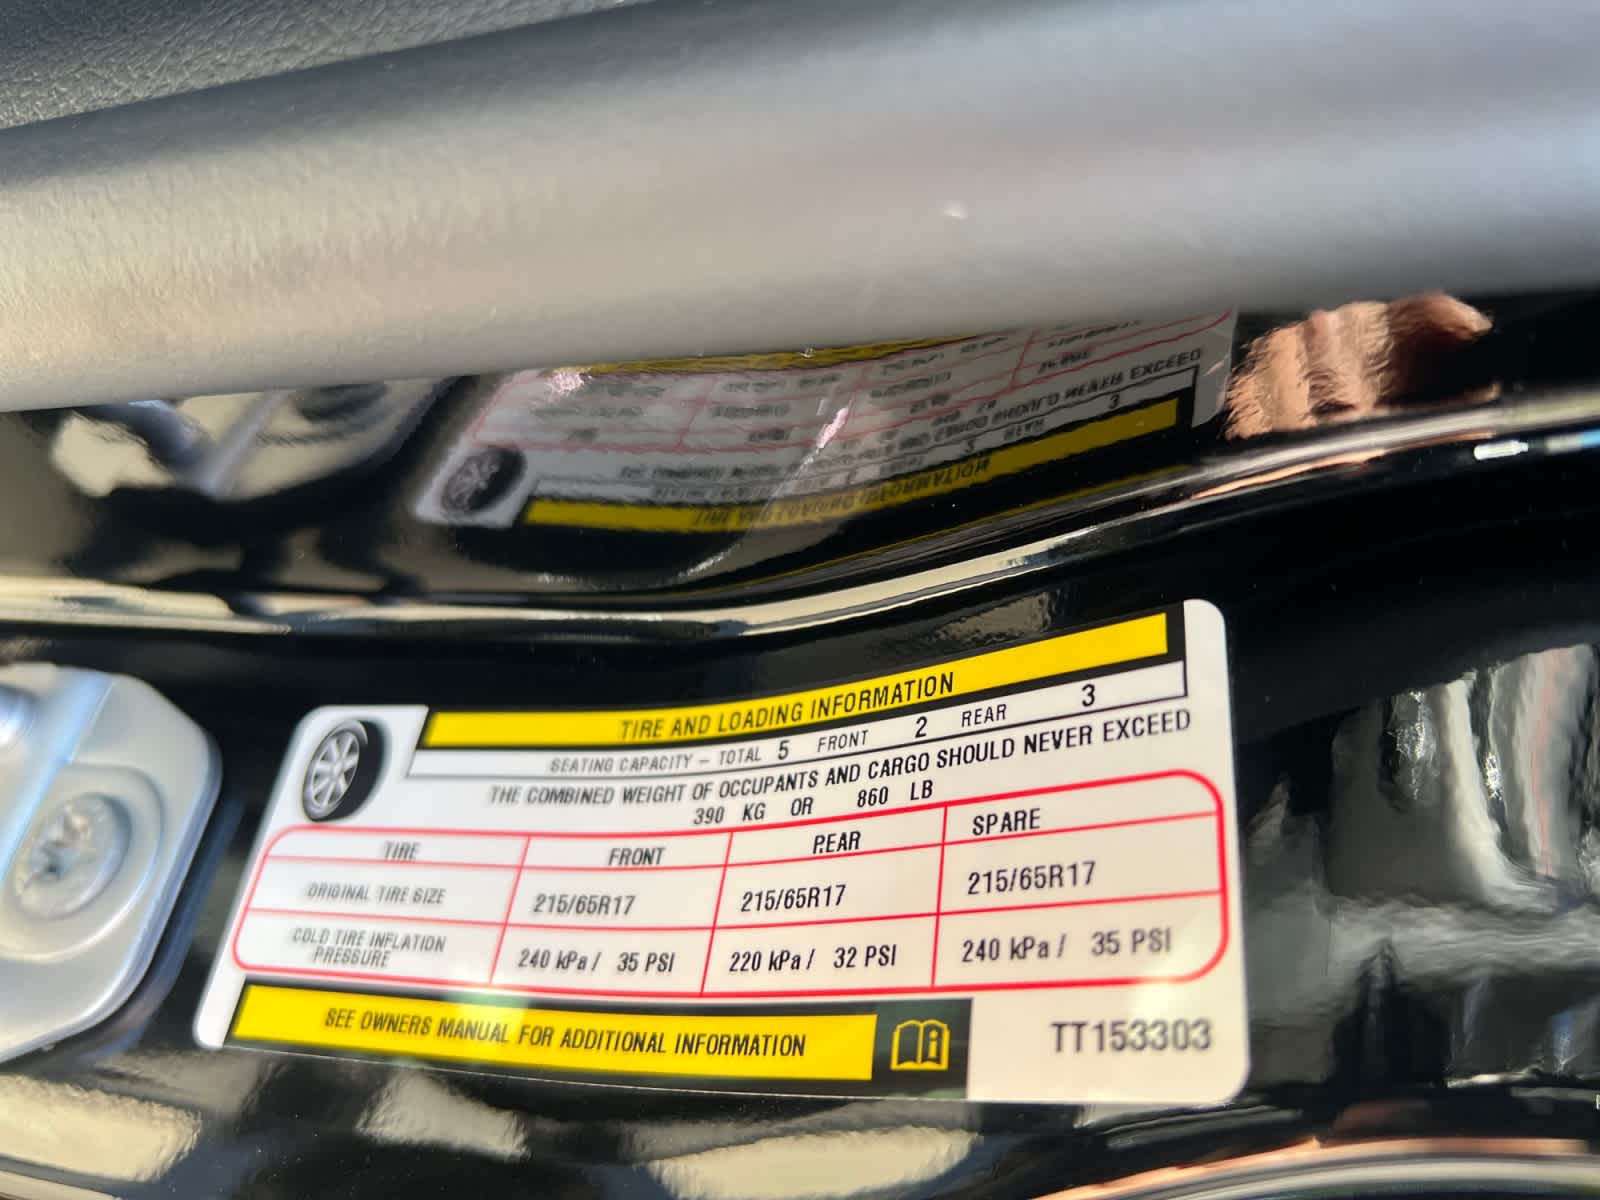 TIRE AND LOADING INFORMATION
SEATING CAPACITY – TOTAL 5 FRONT 2 REAR 3
THE COMBINED WEIGHT OF OCCUPANTS AND CARGO SHOULD NEVER EXCEED
390 KG OR 860 LB
TIRE FRONT REAR SPARE
ORIGINAL TIRE SIZE 215/65R17 215/65R17 215/65R17
COLD TIRE INFLATION
PRESSURE 240 kPa / 35 PSI 220 kPa / 32 PSI 240 kPa / 35 PSI
SEE OWNERS MANUAL FOR ADDITIONAL INFORMATION
TT153303